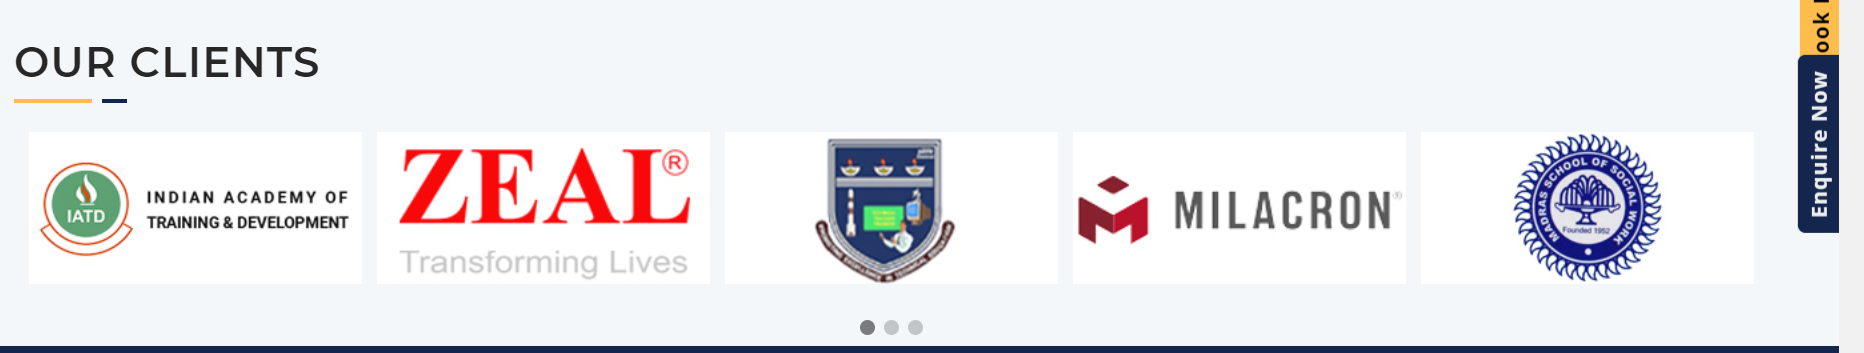 OUR CLIENTS
IATD
INDIAN ACADEMY OF
TRAINING & DEVELOPMENT
ZEAL®
Transforming Lives
MILACRON®
MADRAS SCHOOL OF SOCIAL WORK
Founded 1952
Enquire Now